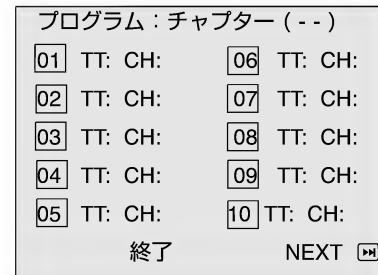 プログラム：チャプター ( - - )
01 TT: CH: 06 TT: CH:
02 TT: CH: 07 TT: CH:
03 TT: CH: 08 TT: CH:
04 TT: CH: 09 TT: CH:
05 TT: CH: 10 TT: CH:
終了 NEXT